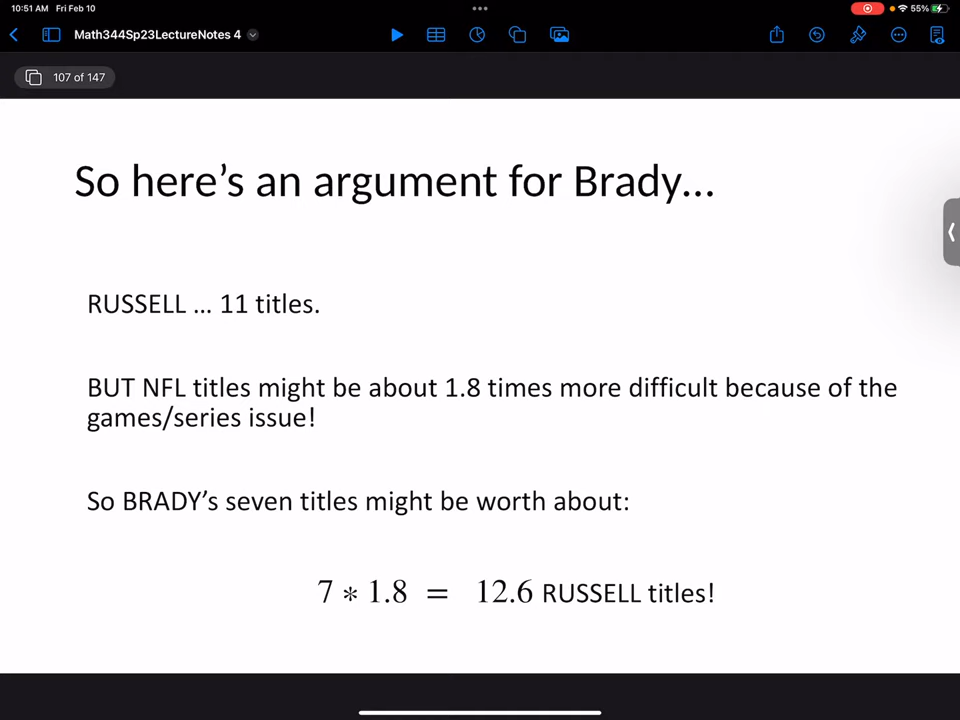 10:51 AM Fri Feb 10
55%
Math344Sp23LectureNotes 4
107 of 147
So here's an argument for Brady...
RUSSELL ... 11 titles.
BUT NFL titles might be about 1.8 times more difficult because of the
games/series issue!
So BRADY's seven titles might be worth about:
7 * 1.8 = 12.6 RUSSELL titles!